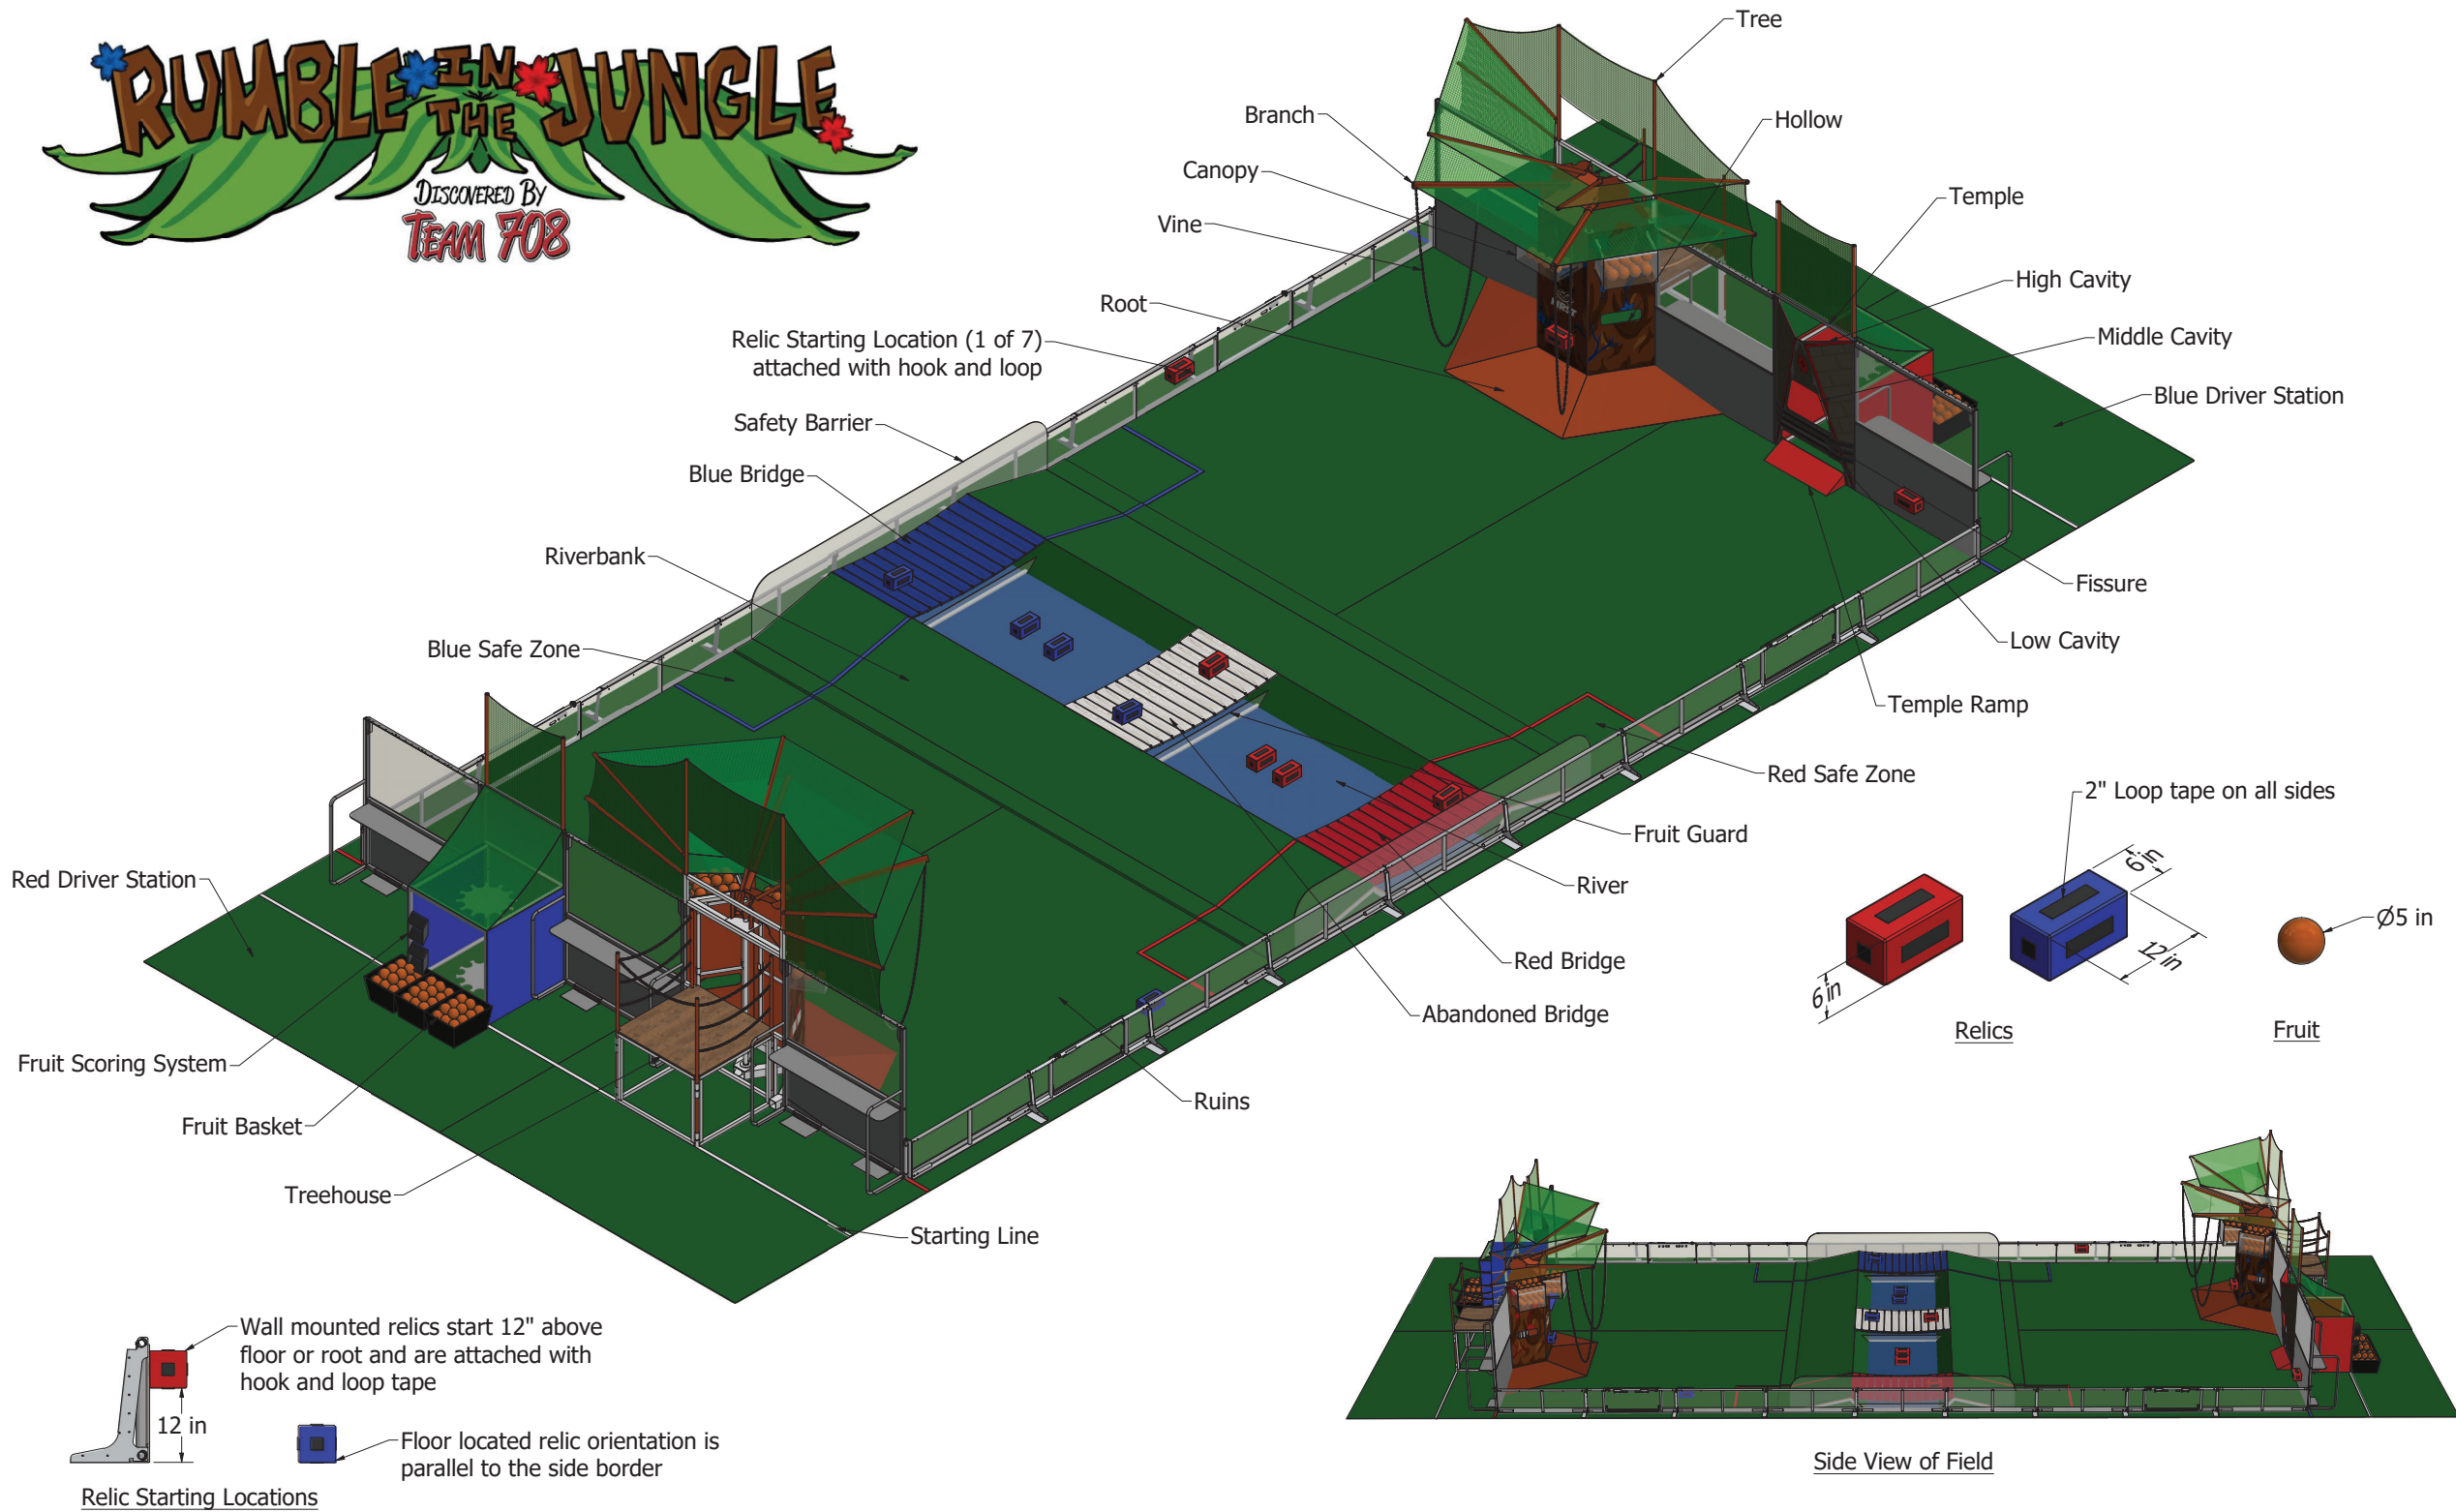 RUMBLE IN THE JUNGLE
DISCOVERED BY
TEAM 708
Tree
Branch
Hollow
Canopy
Temple
Vine
High Cavity
Root
Middle Cavity
Relic Starting Location (1 of 7)
attached with hook and loop
Blue Driver Station
Safety Barrier
Blue Bridge
Riverbank
Fissure
Blue Safe Zone
Low Cavity
Temple Ramp
Red Safe Zone
2" Loop tape on all sides
Fruit Guard
6 in
Red Driver Station
River
Ø5 in
Red Bridge
12 in
6 in
Abandoned Bridge
Relics
Fruit
Fruit Scoring System
Ruins
Fruit Basket
Treehouse
Starting Line
Wall mounted relics start 12" above
floor or root and are attached with
hook and loop tape
12 in
Floor located relic orientation is
parallel to the side border
Side View of Field
Relic Starting Locations
FIRST